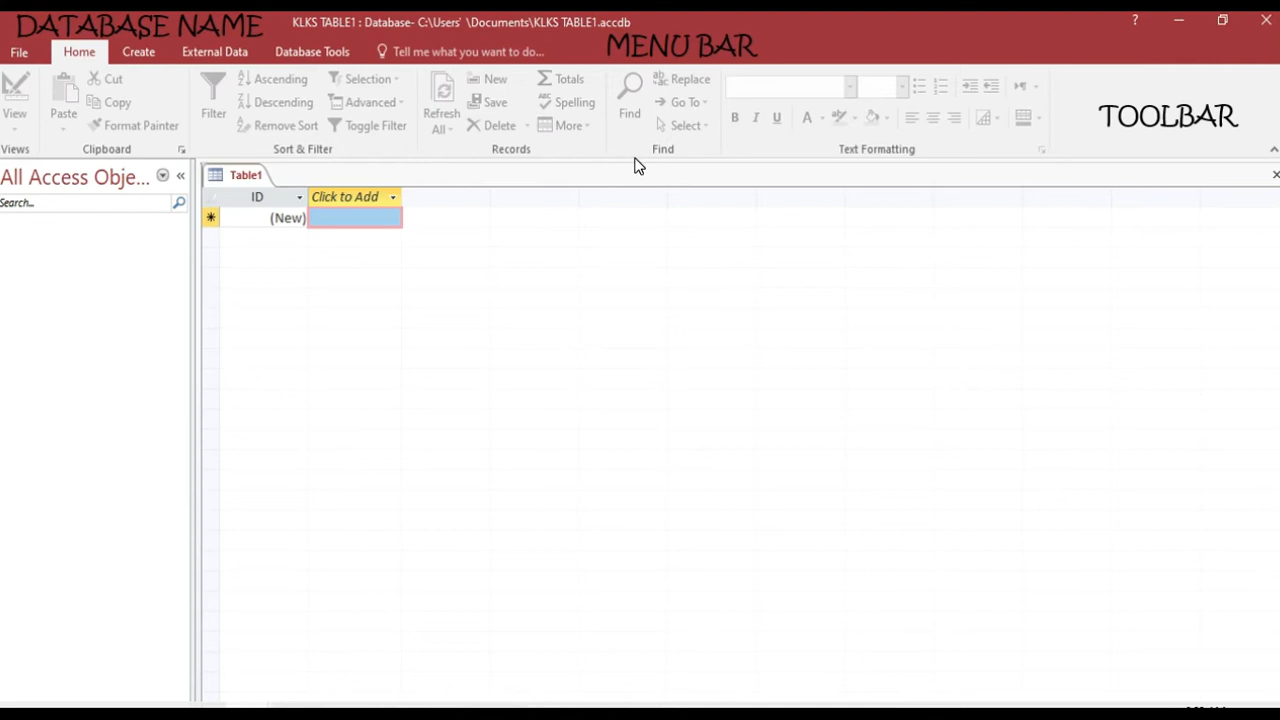 DATABASE NAME
KLKS TABLE1 : Database- C:\Users' \Documents\KLKS TABLE1.accdb
?
File Home Create External Data Database Tools Tell me what you want to do...
MENU BAR
View
Views
Paste
Cut
Copy
Format Painter
Clipboard
Filter
Ascending
Descending
Remove Sort
Selection
Advanced
Toggle Filter
Sort & Filter
Refresh
All
New
Save
Delete
Totals
Spelling
More
Records
Find
Replace
Go To
Select
Find
B U A
Text Formatting
TOOLBAR
All Access Obje...
Search..
Table1
ID Click to Add
(New)